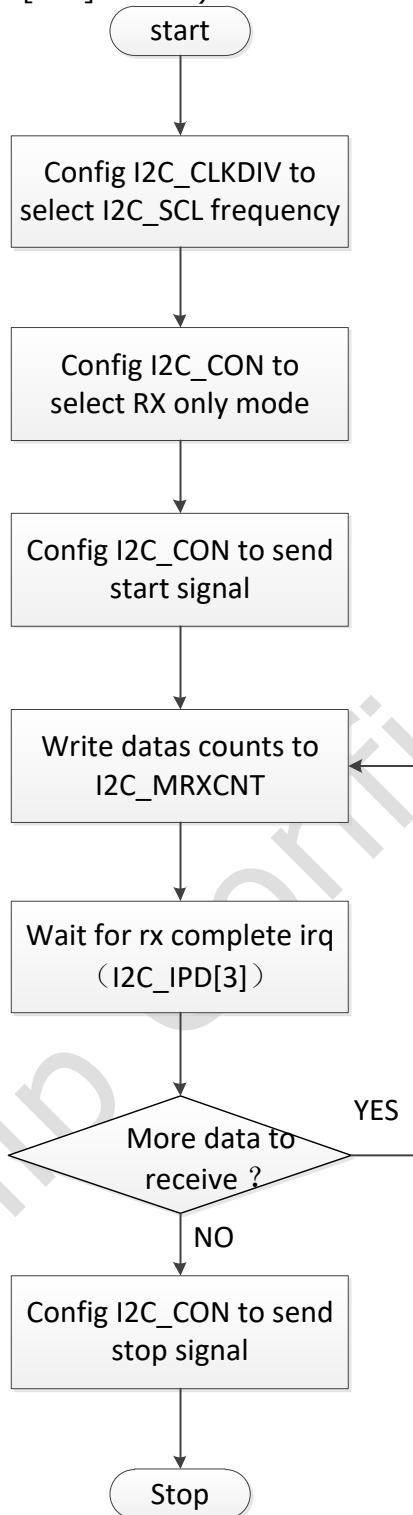 start
Config I2C_CLKDIV to
select I2C_SCL frequency
Config I2C_CON to
select RX only mode
Config I2C_CON to send
start signal
Write datas counts to
I2C_MRXCNT
Wait for rx complete irq
（I2C_IPD[3]）
More data to
receive？
YES
NO
Config I2C_CON to send
stop signal
Stop